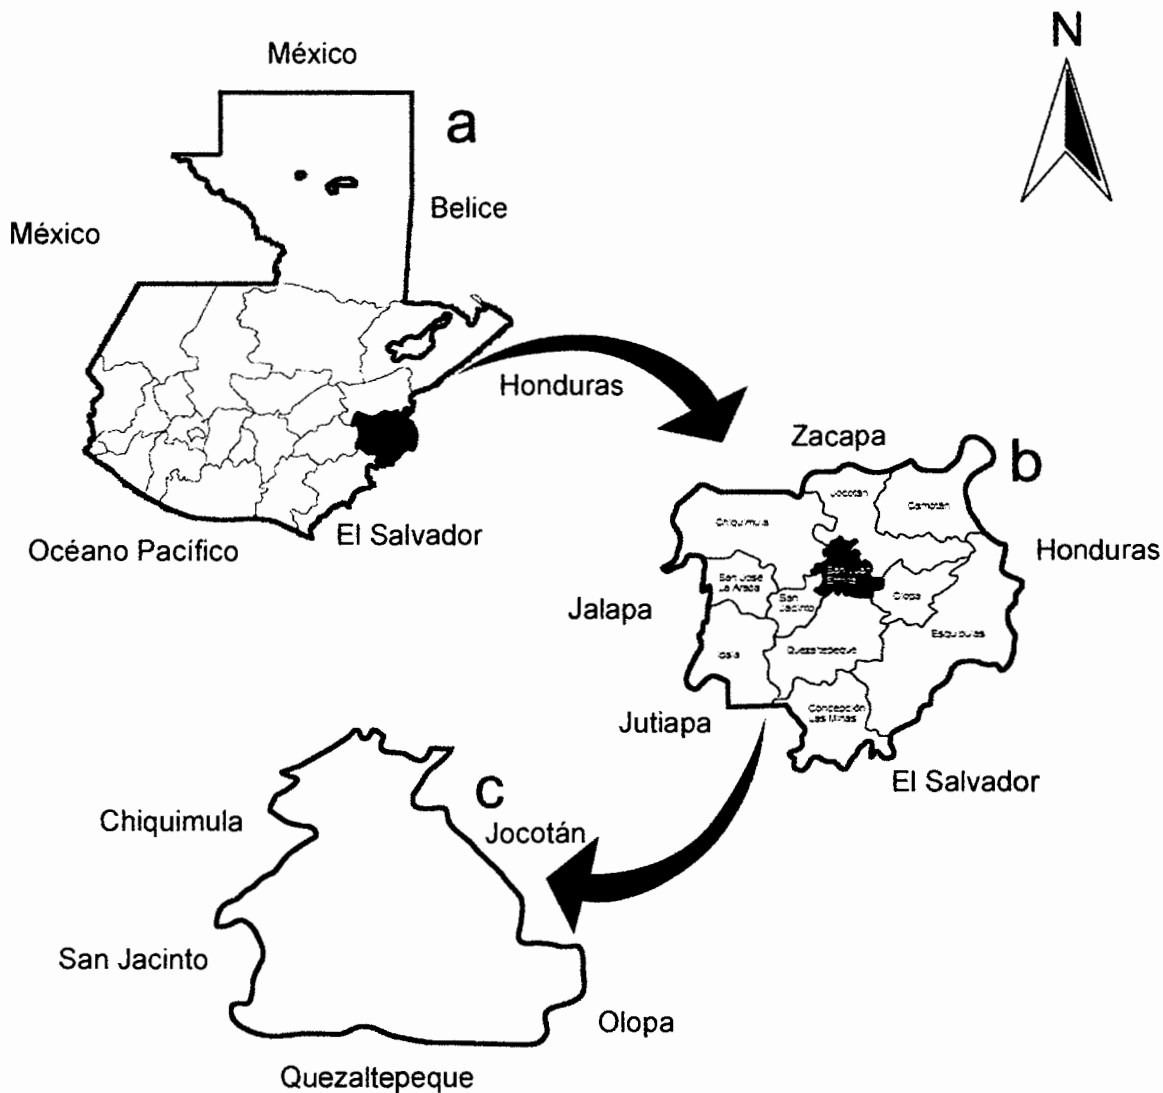 N
México
a
Belice
México
Honduras
El Salvador
Océano Pacífico
Zacapa
b
Jocotán
Camotán
Chiquimula
Honduras
San José
La Arada
San
Jacinto
Olopa
Jalapa
Esquipulas
Quezaltepeque
Ipala
Concepción
Las Minas
Jutiapa
El Salvador
c
Chiquimula
Jocotán
San Jacinto
Olopa
Quezaltepeque